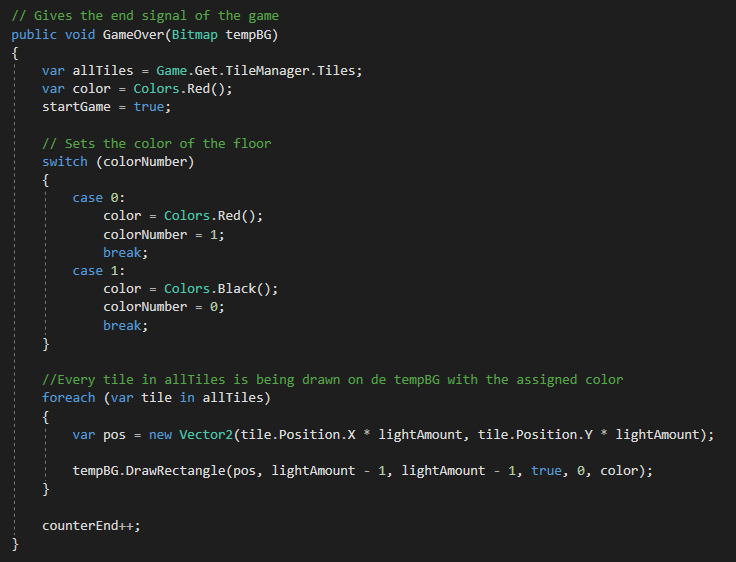 // Gives the end signal of the game
public void GameOver(Bitmap tempBG)
{
    var allTiles = Game.Get.TileManager.Tiles;
    var color = Colors.Red();
    startGame = true;

    // Sets the color of the floor
    switch (colorNumber)
    {
        case 0:
            color = Colors.Red();
            colorNumber = 1;
            break;
        case 1:
            color = Colors.Black();
            colorNumber = 0;
            break;
    }

    //Every tile in allTiles is being drawn on de tempBG with the assigned color
    foreach (var tile in allTiles)
    {
        var pos = new Vector2(tile.Position.X * lightAmount, tile.Position.Y * lightAmount);

        tempBG.DrawRectangle(pos, lightAmount - 1, lightAmount - 1, true, 0, color);
    }

    counterEnd++;
}